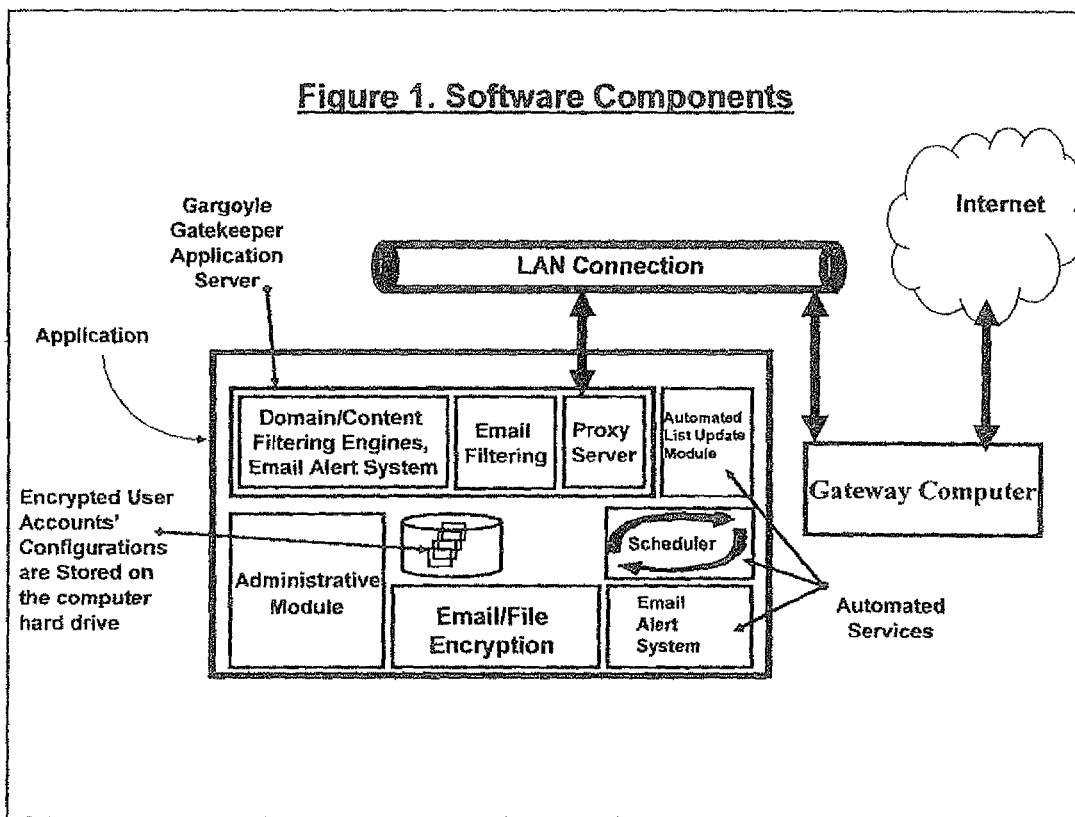 Figure 1. Software Components
Internet
Gargoyle
Gatekeeper
Application
Server
LAN Connection
Application
Domain/Content
Filtering Engines,
Email Alert System
Email
Filtering
Proxy
Server
Automated
List Update
Module
Gateway Computer
Encrypted User
Accounts'
Configurations
are Stored on
the computer
hard drive
Administrative
Module
Scheduler
Email/File
Encryption
Email
Alert
System
Automated
Services